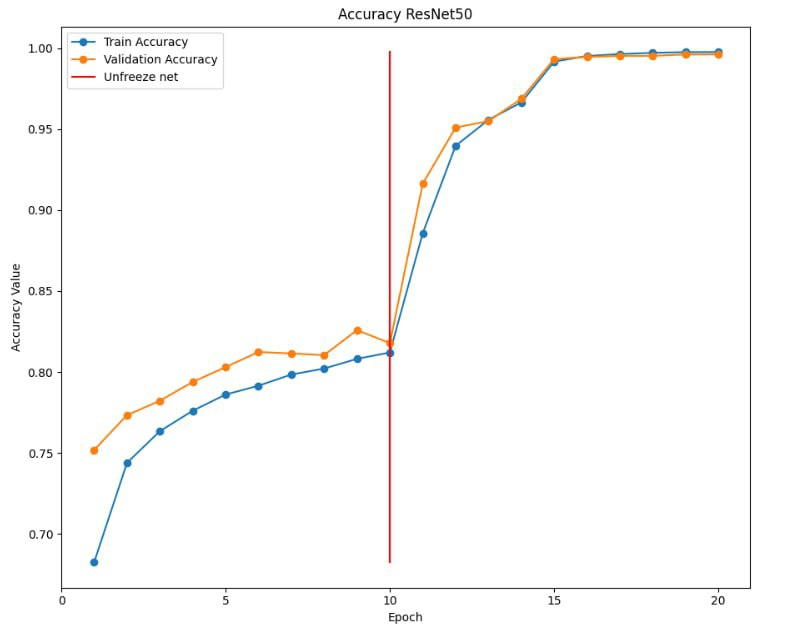 Accuracy ResNet50
Train Accuracy
Validation Accuracy
Unfreeze net
1.00
0.95
0.90
0.85
0.80
0.75
0.70
Accuracy Value
0 5 10 15 20
Epoch